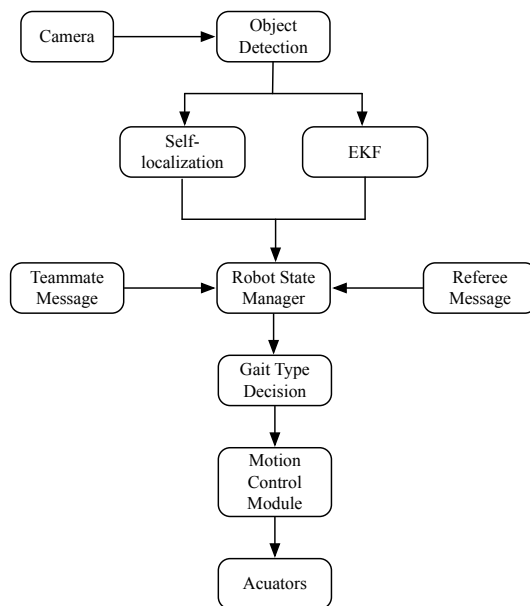 Camera
Object
Detection
Self-
localization
EKF
Teammate
Message
Robot State
Manager
Referee
Message
Gait Type
Decision
Motion
Control
Module
Acuators